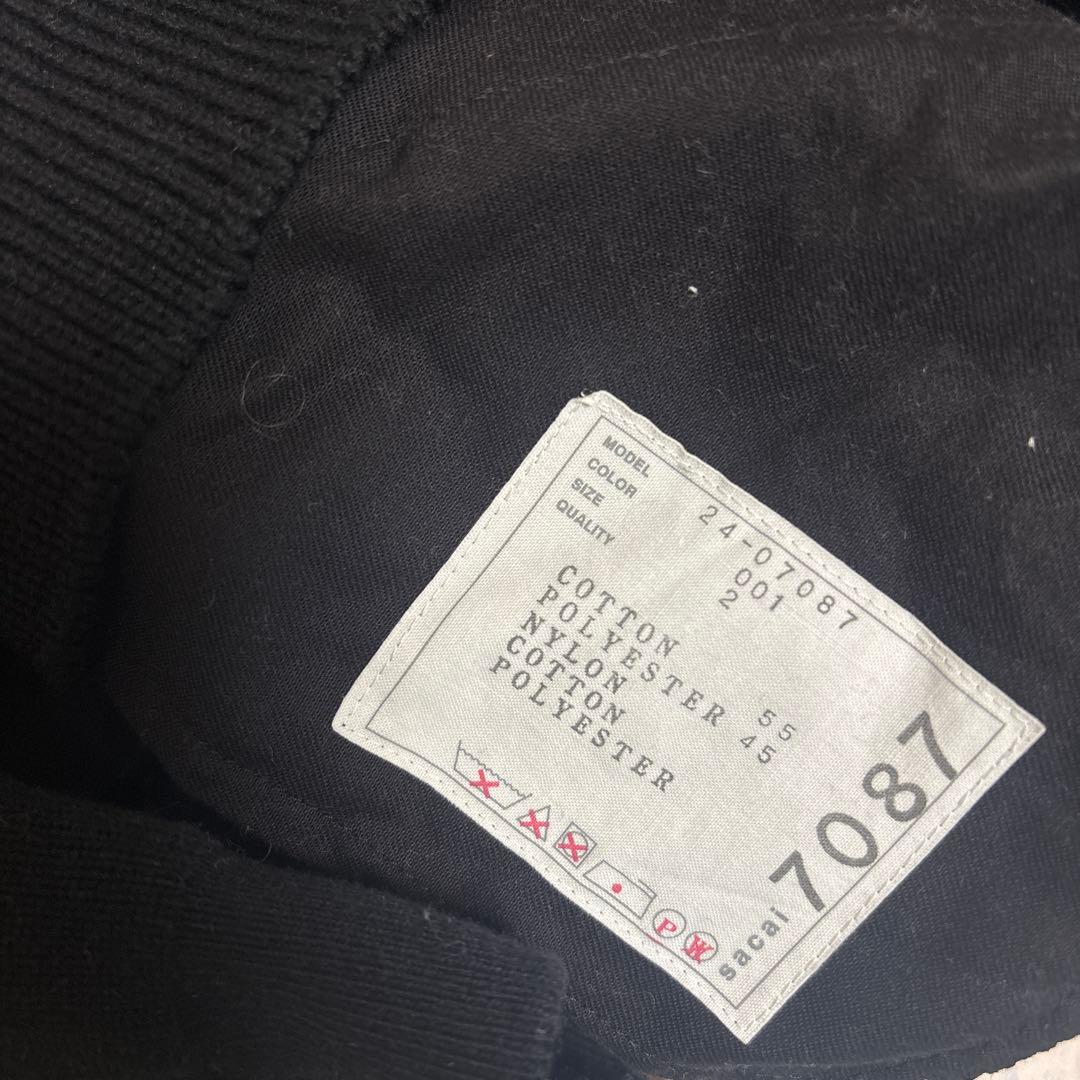 MODEL 24-07087
COLOR 001
SIZE 2
QUALITY
COTTON 55
POLYESTER 45
NYLON
COTTON
POLYESTER
P W
sacai 7087